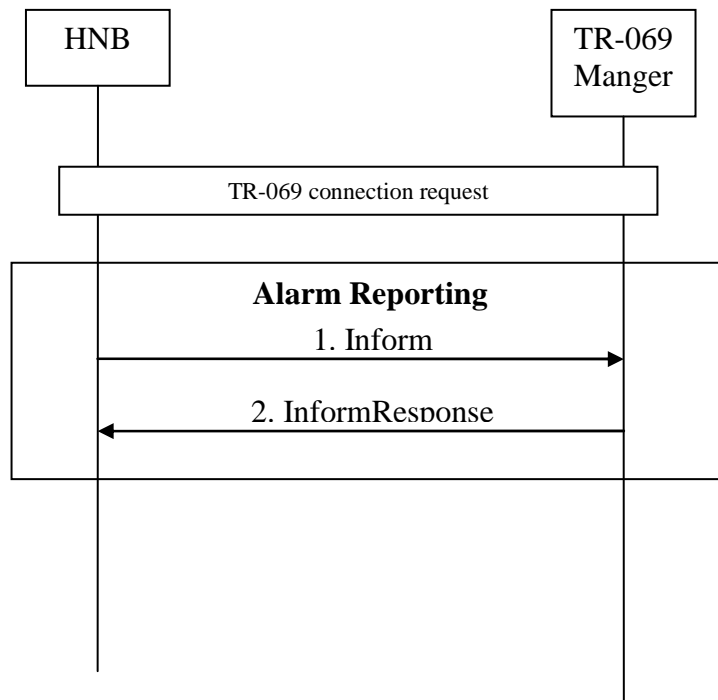 HNB
TR-069
Manger
TR-069 connection request
Alarm Reporting
1. Inform
2. InformResponse